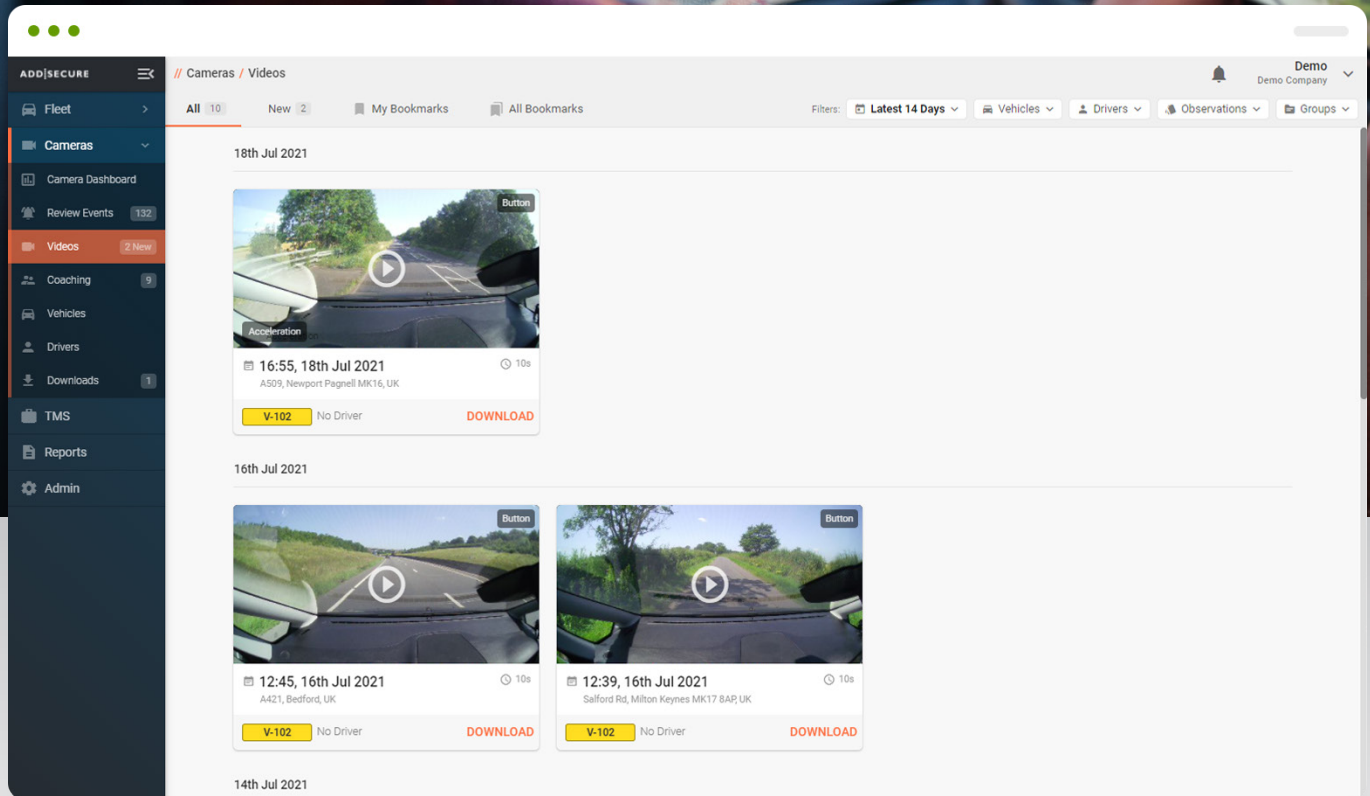 ADD|SECURE
// Cameras / Videos
Demo
Demo Company
Fleet
Cameras
Camera Dashboard
Review Events 132
Videos 2 New
Coaching 9
Vehicles
Drivers
Downloads 1
TMS
Reports
Admin
All 10 New 2 My Bookmarks All Bookmarks
Filters: Latest 14 Days Vehicles Drivers Observations Groups
18th Jul 2021
Button
Acceleration
16:55, 18th Jul 2021 10s
A509, Newport Pagnell MK16, UK
V-102 No Driver DOWNLOAD
16th Jul 2021
Button
12:45, 16th Jul 2021 10s
A421, Bedford, UK
V-102 No Driver DOWNLOAD
Button
12:39, 16th Jul 2021 10s
Salford Rd, Milton Keynes MK17 8AP, UK
V-102 No Driver DOWNLOAD
14th Jul 2021